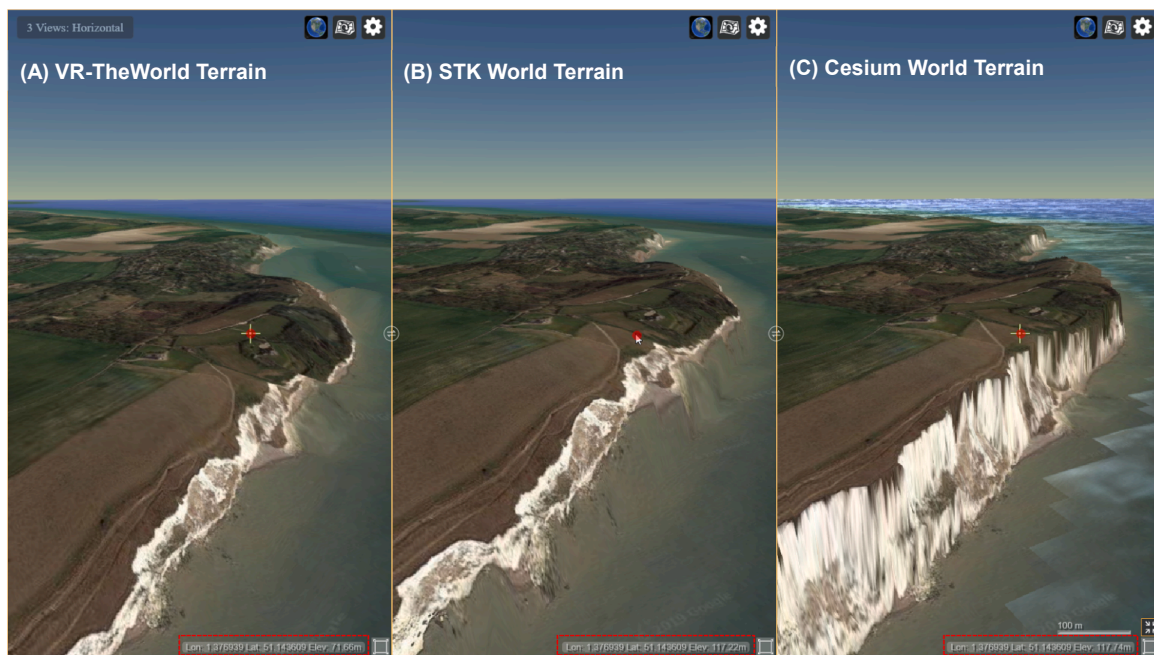 3 Views: Horizontal
(A) VR-TheWorld Terrain
(B) STK World Terrain
(C) Cesium World Terrain
100 m
Lon: 1.376939 Lat: 51.143609 Elev: 71.66m
Lon: 1.376939 Lat: 51.143609 Elev: 117.22m
Lon: 1.376939 Lat: 51.143609 Elev: 117.74m